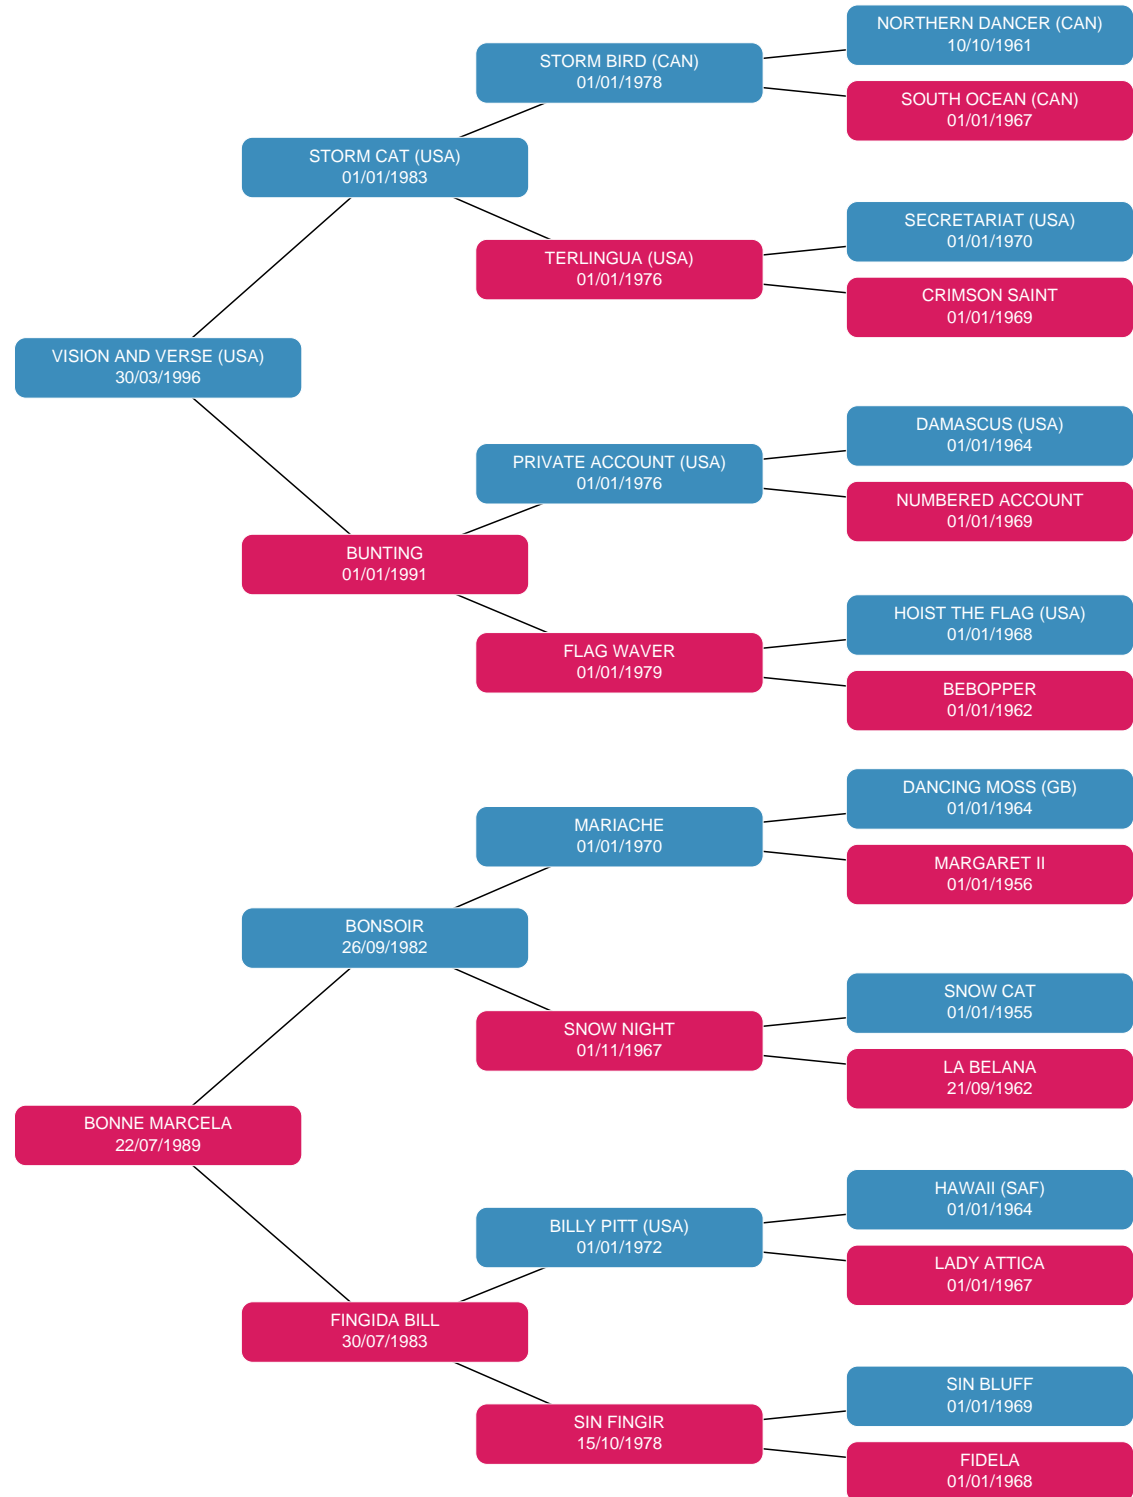 NORTHERN DANCER (CAN)
10/10/1961
STORM BIRD (CAN)
01/01/1978
SOUTH OCEAN (CAN)
01/01/1967
STORM CAT (USA)
01/01/1983
SECRETARIAT (USA)
01/01/1970
TERLINGUA (USA)
01/01/1976
CRIMSON SAINT
01/01/1969
VISION AND VERSE (USA)
30/03/1996
DAMASCUS (USA)
01/01/1964
PRIVATE ACCOUNT (USA)
01/01/1976
NUMBERED ACCOUNT
01/01/1969
BUNTING
01/01/1991
HOIST THE FLAG (USA)
01/01/1968
FLAG WAVER
01/01/1979
BEBOPPER
01/01/1962
DANCING MOSS (GB)
01/01/1964
MARIACHE
01/01/1970
MARGARET II
01/01/1956
BONSOIR
26/09/1982
SNOW CAT
01/01/1955
SNOW NIGHT
01/11/1967
LA BELANA
21/09/1962
BONNE MARCELA
22/07/1989
HAWAII (SAF)
01/01/1964
BILLY PITT (USA)
01/01/1972
LADY ATTICA
01/01/1967
FINGIDA BILL
30/07/1983
SIN BLUFF
01/01/1969
SIN FINGIR
15/10/1978
FIDELA
01/01/1968